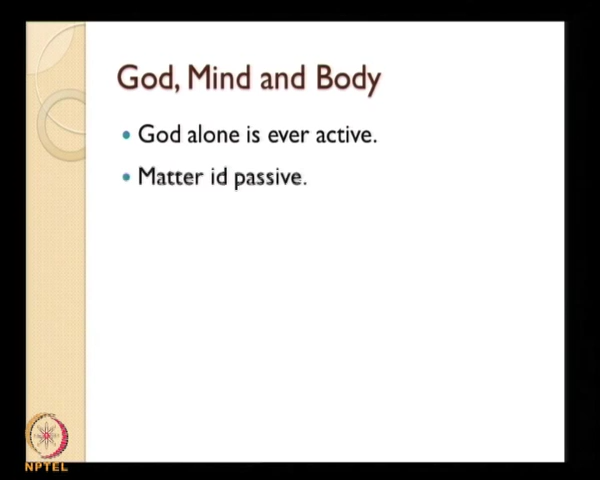 God, Mind and Body
God alone is ever active.
Matter id passive.
NPTEL